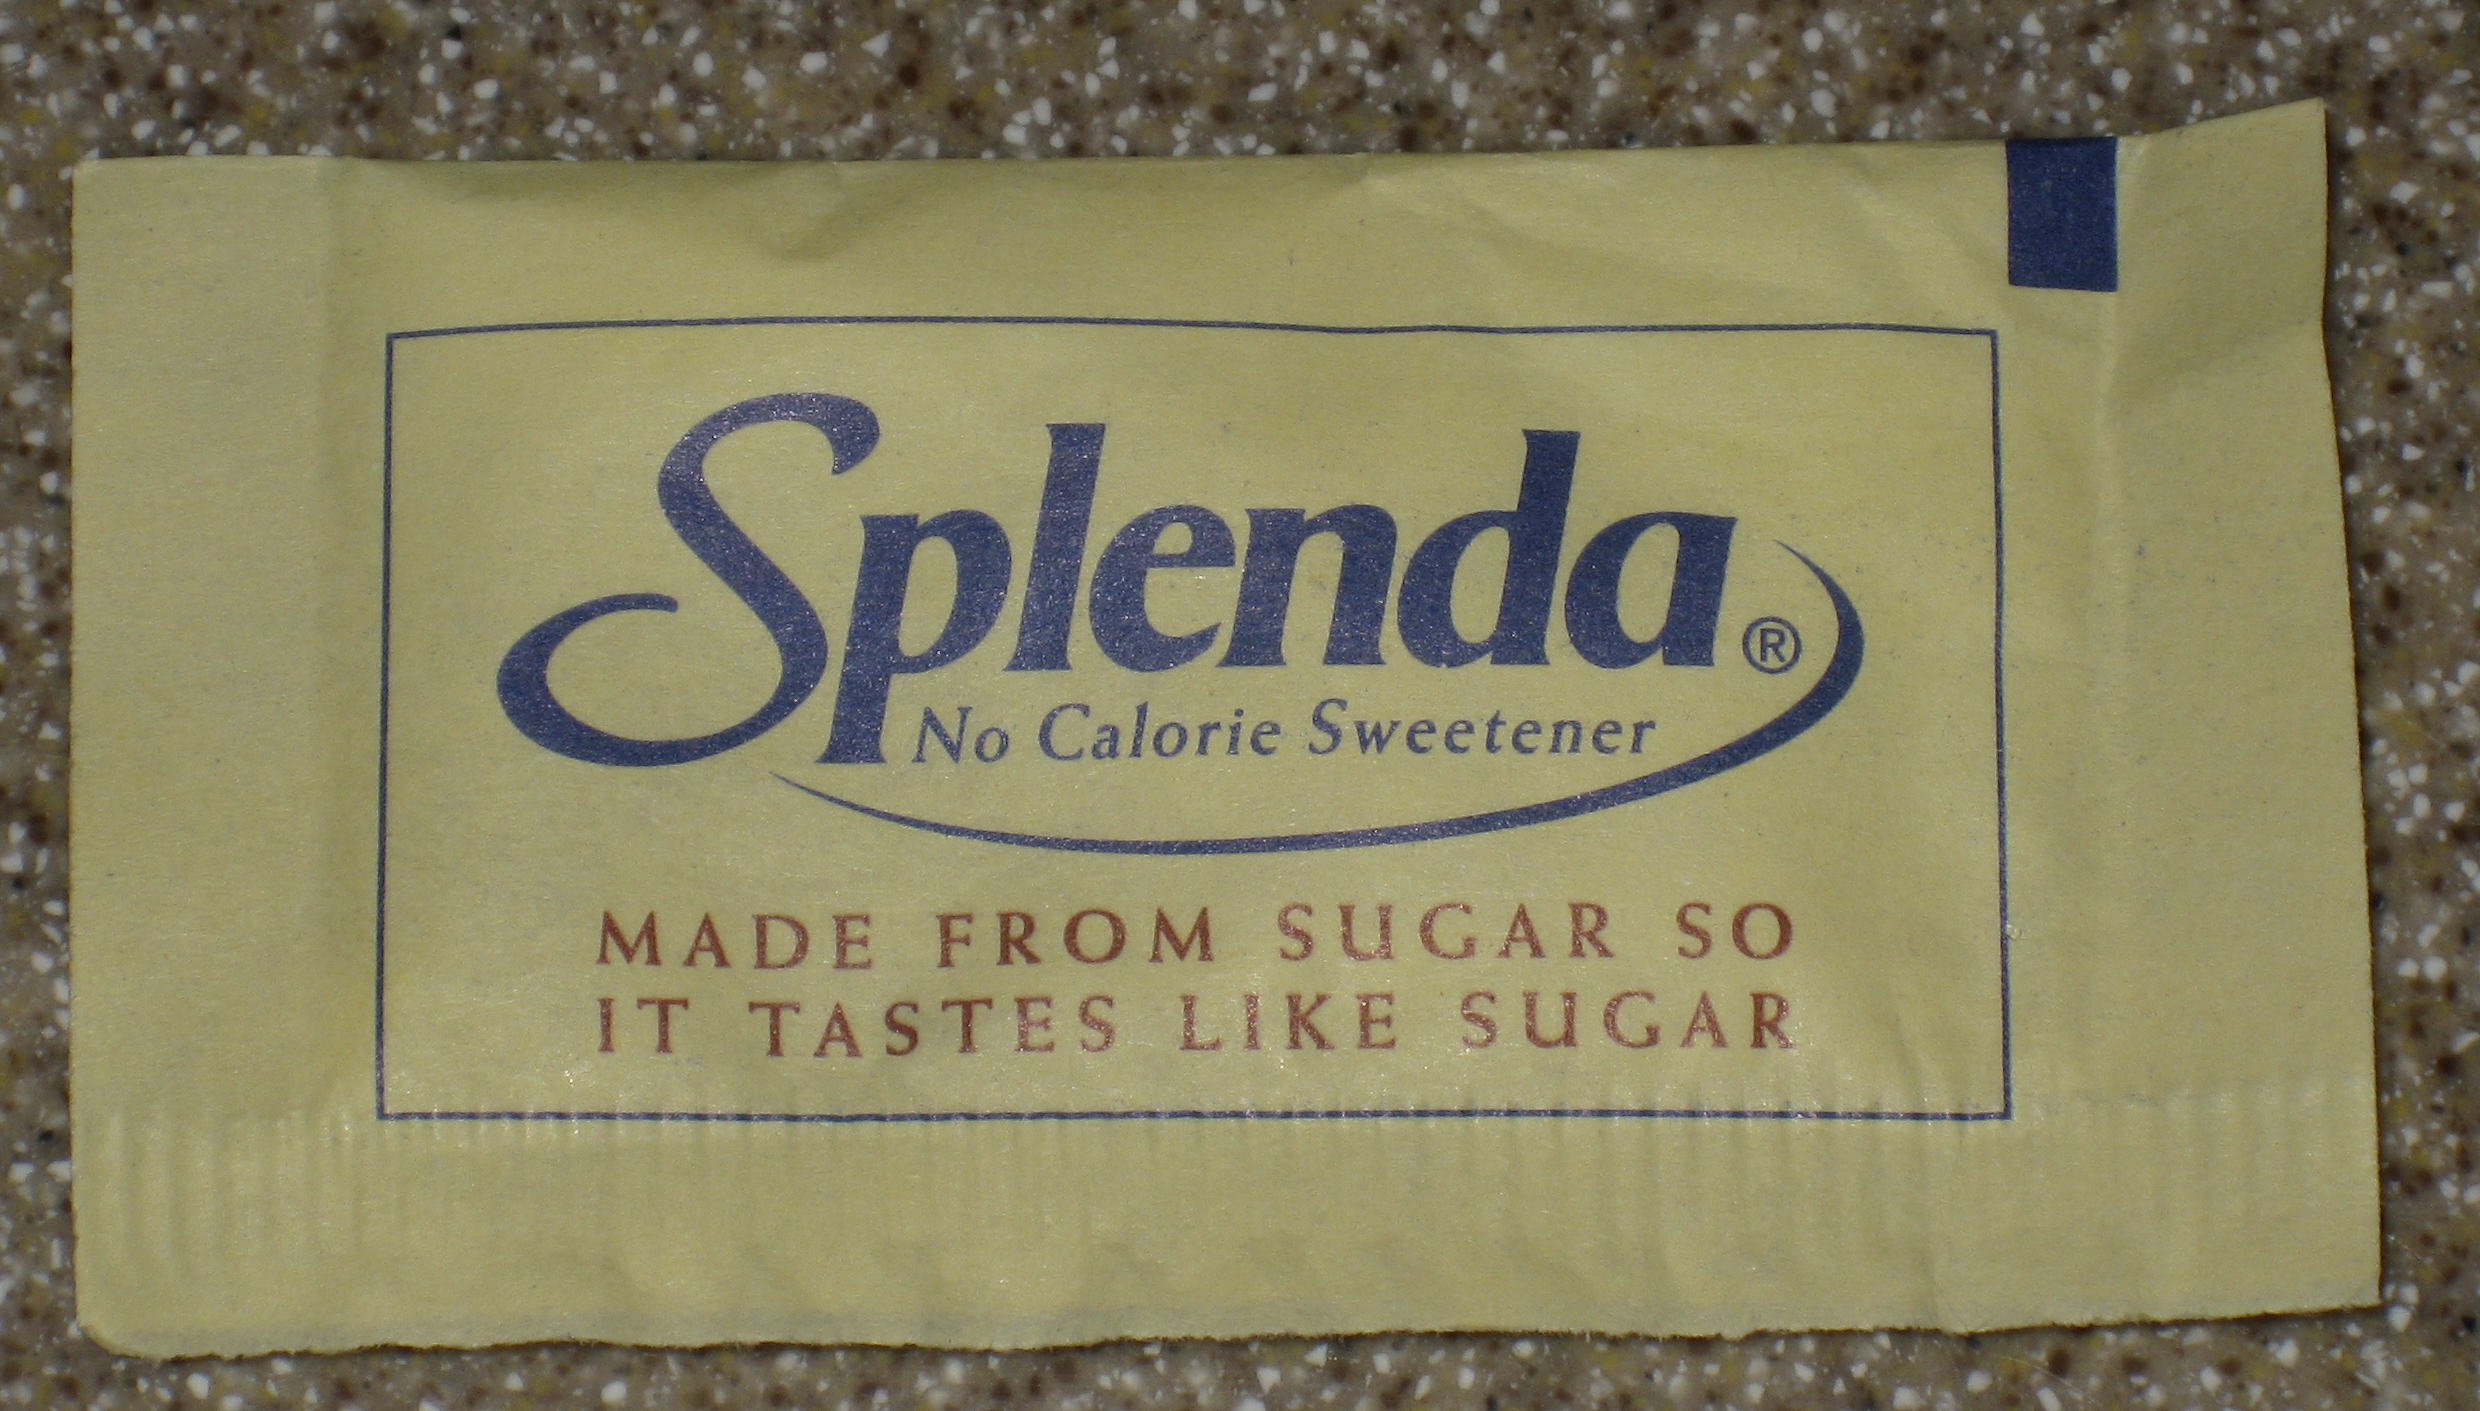 Splenda®
No Calorie Sweetener
MADE FROM SUGAR SO
IT TASTES LIKE SUGAR